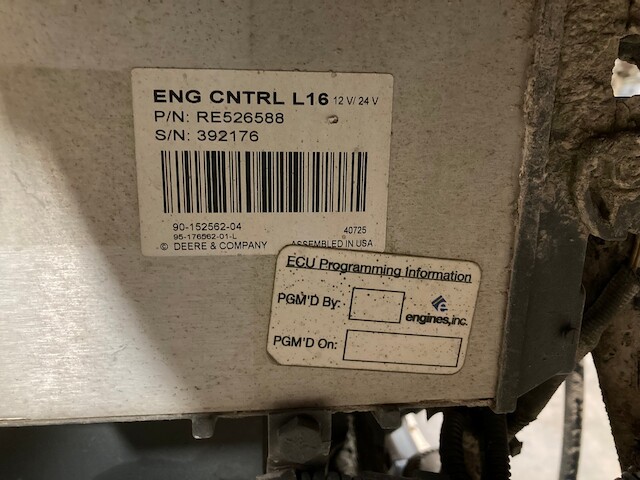 ENG CNTRL L16 12 V/ 24 V
P/N: RE526588
S/N: 392176
90-152562-04 40725
95-176562-01-L
© DEERE & COMPANY ASSEMBLED IN USA
ECU Programming Information
PGM'D By:
engines,inc.
PGM'D On: